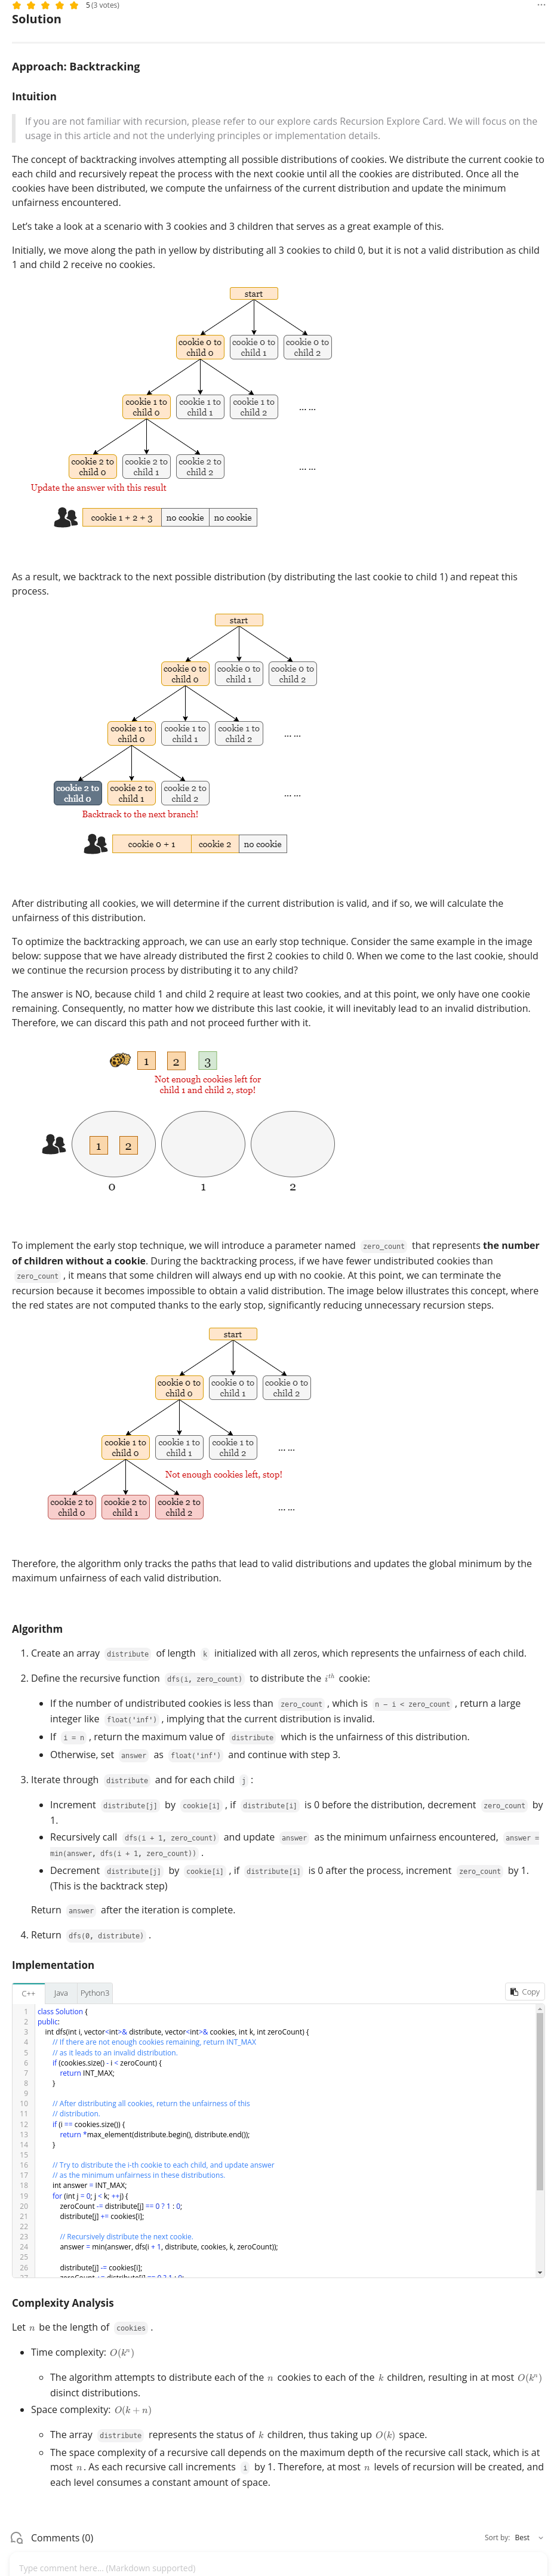 5 (3 votes)
Solution
Approach: Backtracking
Intuition
If you are not familiar with recursion, please refer to our explore cards Recursion Explore Card. We will focus on the
usage in this article and not the underlying principles or implementation details.
The concept of backtracking involves attempting all possible distributions of cookies. We distribute the current cookie to
each child and recursively repeat the process with the next cookie until all the cookies are distributed. Once all the
cookies have been distributed, we compute the unfairness of the current distribution and update the minimum
unfairness encountered.
Let's take a look at a scenario with 3 cookies and 3 children that serves as a great example of this.
Initially, we move along the path in yellow by distributing all 3 cookies to child 0, but it is not a valid distribution as child
1 and child 2 receive no cookies.
start
cookie 0 to child 0
cookie 0 to child 1
cookie 0 to child 2
cookie 1 to child 0
cookie 1 to child 1
cookie 1 to child 2
... ...
cookie 2 to child 0
cookie 2 to child 1
cookie 2 to child 2
... ...
Update the answer with this result
cookie 1 + 2 + 3
no cookie
no cookie
As a result, we backtrack to the next possible distribution (by distributing the last cookie to child 1) and repeat this
process.
start
cookie 0 to child 0
cookie 0 to child 1
cookie 0 to child 2
cookie 1 to child 0
cookie 1 to child 1
cookie 1 to child 2
... ...
cookie 2 to child 0
cookie 2 to child 1
cookie 2 to child 2
... ...
Backtrack to the next branch!
cookie 0 + 1
cookie 2
no cookie
After distributing all cookies, we will determine if the current distribution is valid, and if so, we will calculate the
unfairness of this distribution.
To optimize the backtracking approach, we can use an early stop technique. Consider the same example in the image
below: suppose that we have already distributed the first 2 cookies to child 0. When we come to the last cookie, should
we continue the recursion process by distributing it to any child?
The answer is NO, because child 1 and child 2 require at least two cookies, and at this point, we only have one cookie
remaining. Consequently, no matter how we distribute this last cookie, it will inevitably lead to an invalid distribution.
Therefore, we can discard this path and not proceed further with it.
1 2 3
Not enough cookies left for
child 1 and child 2, stop!
1 2
0 1 2
To implement the early stop technique, we will introduce a parameter named zero_count that represents the number
of children without a cookie. During the backtracking process, if we have fewer undistributed cookies than
zero_count , it means that some children will always end up with no cookie. At this point, we can terminate the
recursion because it becomes impossible to obtain a valid distribution. The image below illustrates this concept, where
the red states are not computed thanks to the early stop, significantly reducing unnecessary recursion steps.
start
cookie 0 to child 0
cookie 0 to child 1
cookie 0 to child 2
cookie 1 to child 0
cookie 1 to child 1
cookie 1 to child 2
... ...
Not enough cookies left, stop!
cookie 2 to child 0
cookie 2 to child 1
cookie 2 to child 2
... ...
Therefore, the algorithm only tracks the paths that lead to valid distributions and updates the global minimum by the
maximum unfairness of each valid distribution.
Algorithm
1. Create an array distribute of length k initialized with all zeros, which represents the unfairness of each child.
2. Define the recursive function dfs(i, zero_count) to distribute the i^th cookie:
• If the number of undistributed cookies is less than zero_count , which is n − i < zero_count , return a large
integer like float('inf') , implying that the current distribution is invalid.
• If i = n , return the maximum value of distribute which is the unfairness of this distribution.
• Otherwise, set answer as float('inf') and continue with step 3.
3. Iterate through distribute and for each child j :
• Increment distribute[j] by cookie[i] , if distribute[i] is 0 before the distribution, decrement zero_count by
1.
• Recursively call dfs(i + 1, zero_count) and update answer as the minimum unfairness encountered, answer =
min(answer, dfs(i + 1, zero_count)) .
• Decrement distribute[j] by cookie[i] , if distribute[i] is 0 after the process, increment zero_count by 1.
(This is the backtrack step)
Return answer after the iteration is complete.
4. Return dfs(0, distribute) .
Implementation
C++ Java Python3
Copy
1 class Solution {
2 public:
3 int dfs(int i, vector<int>& distribute, vector<int>& cookies, int k, int zeroCount) {
4 // If there are not enough cookies remaining, return INT_MAX
5 // as it leads to an invalid distribution.
6 if (cookies.size() - i < zeroCount) {
7 return INT_MAX;
8 }
9
10 // After distributing all cookies, return the unfairness of this
11 // distribution.
12 if (i == cookies.size()) {
13 return *max_element(distribute.begin(), distribute.end());
14 }
15
16 // Try to distribute the i-th cookie to each child, and update answer
17 // as the minimum unfairness in these distributions.
18 int answer = INT_MAX;
19 for (int j = 0; j < k; ++j) {
20 zeroCount -= distribute[j] == 0 ? 1 : 0;
21 distribute[j] += cookies[i];
22
23 // Recursively distribute the next cookie.
24 answer = min(answer, dfs(i + 1, distribute, cookies, k, zeroCount));
25
26 distribute[j] -= cookies[i];
27 zeroCount += distribute[j] == 0 ? 1 : 0;
Complexity Analysis
Let n be the length of cookies .
• Time complexity: O(k^n)
The algorithm attempts to distribute each of the n cookies to each of the k children, resulting in at most O(k^n)
disinct distributions.
• Space complexity: O(k + n)
The array distribute represents the status of k children, thus taking up O(k) space.
The space complexity of a recursive call depends on the maximum depth of the recursive call stack, which is at
most n. As each recursive call increments i by 1. Therefore, at most n levels of recursion will be created, and
each level consumes a constant amount of space.
Comments (0)
Sort by: Best
Type comment here... (Markdown supported)